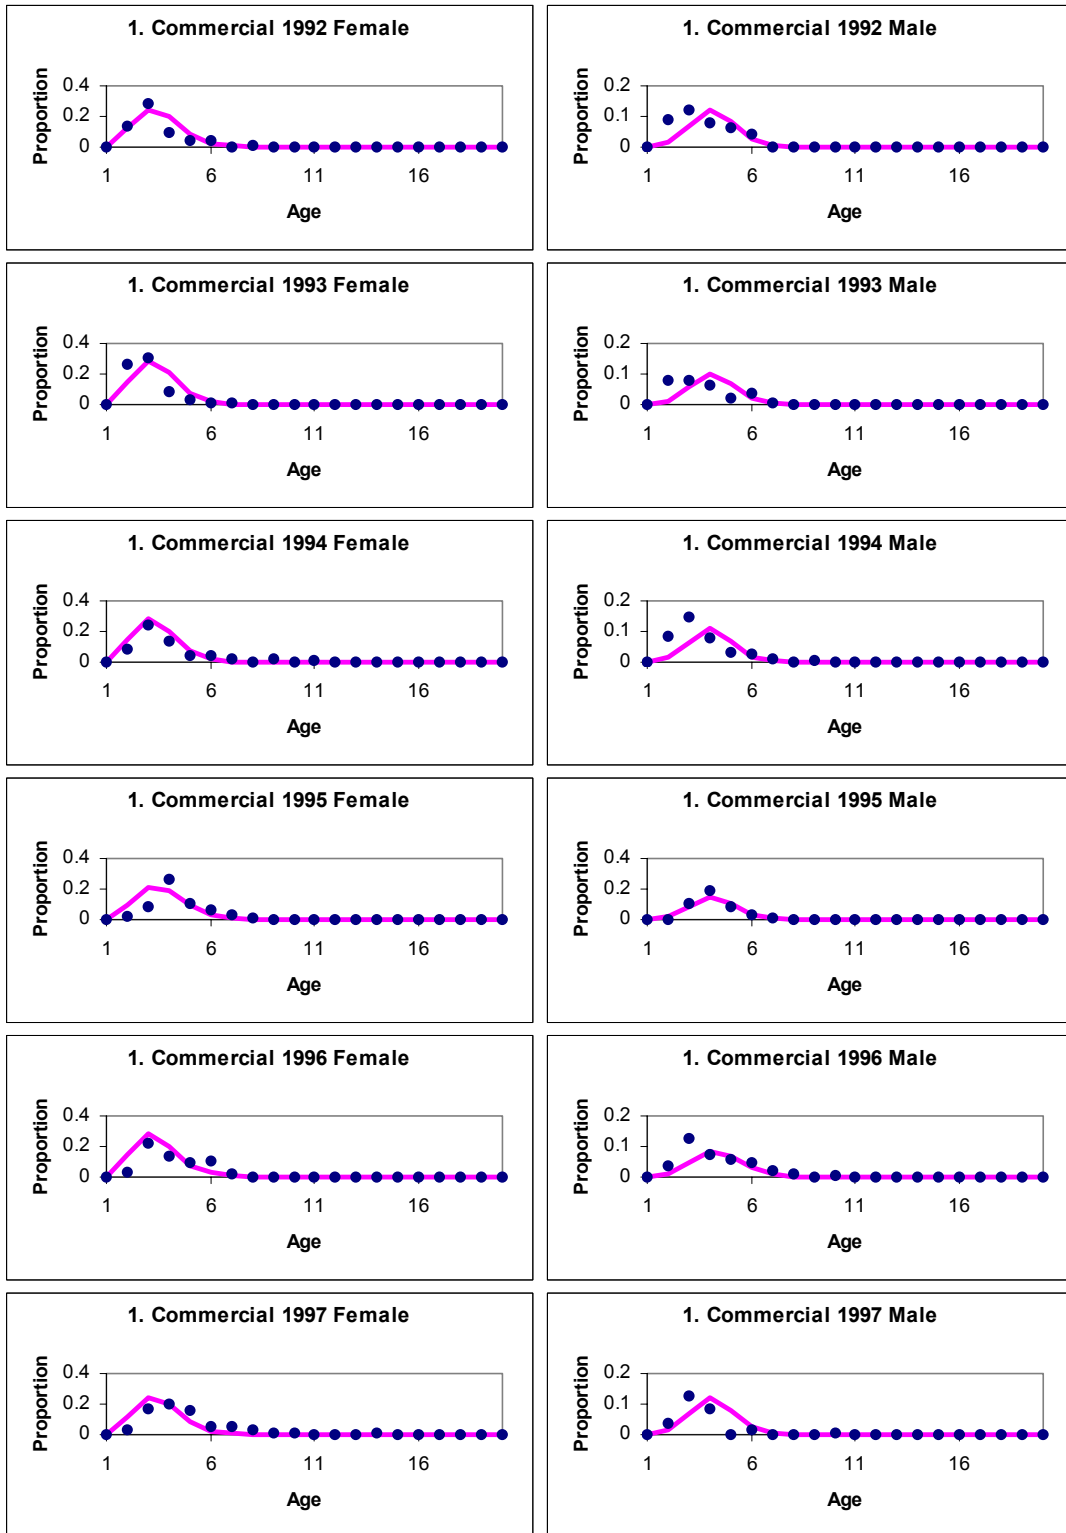 1. Commercial 1992 Female
Proportion
0.4
0.2
0
1 6 11 16
Age
1. Commercial 1992 Male
Proportion
0.2
0.1
0
1 6 11 16
Age
1. Commercial 1993 Female
Proportion
0.4
0.2
0
1 6 11 16
Age
1. Commercial 1993 Male
Proportion
0.2
0.1
0
1 6 11 16
Age
1. Commercial 1994 Female
Proportion
0.4
0.2
0
1 6 11 16
Age
1. Commercial 1994 Male
Proportion
0.2
0.1
0
1 6 11 16
Age
1. Commercial 1995 Female
Proportion
0.4
0.2
0
1 6 11 16
Age
1. Commercial 1995 Male
Proportion
0.4
0.2
0
1 6 11 16
Age
1. Commercial 1996 Female
Proportion
0.4
0.2
0
1 6 11 16
Age
1. Commercial 1996 Male
Proportion
0.2
0.1
0
1 6 11 16
Age
1. Commercial 1997 Female
Proportion
0.4
0.2
0
1 6 11 16
Age
1. Commercial 1997 Male
Proportion
0.2
0.1
0
1 6 11 16
Age